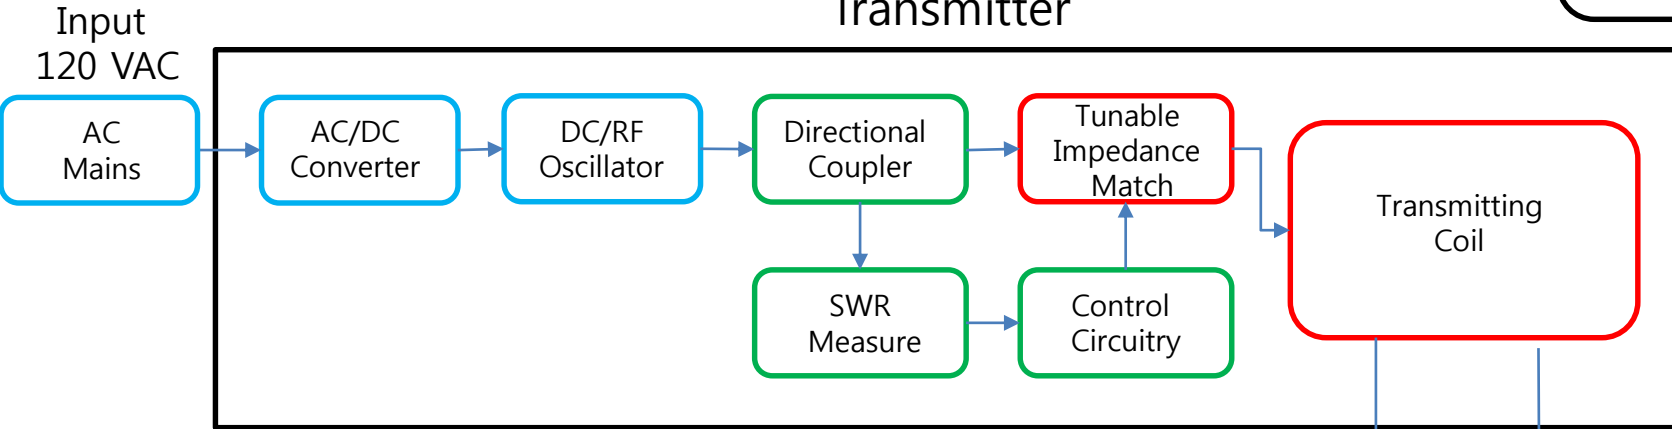 Transmitter
Input
120 VAC
AC
Mains
AC/DC
Converter
DC/RF
Oscillator
Directional
Coupler
Tunable
Impedance
Match
Transmitting
Coil
SWR
Measure
Control
Circuitry